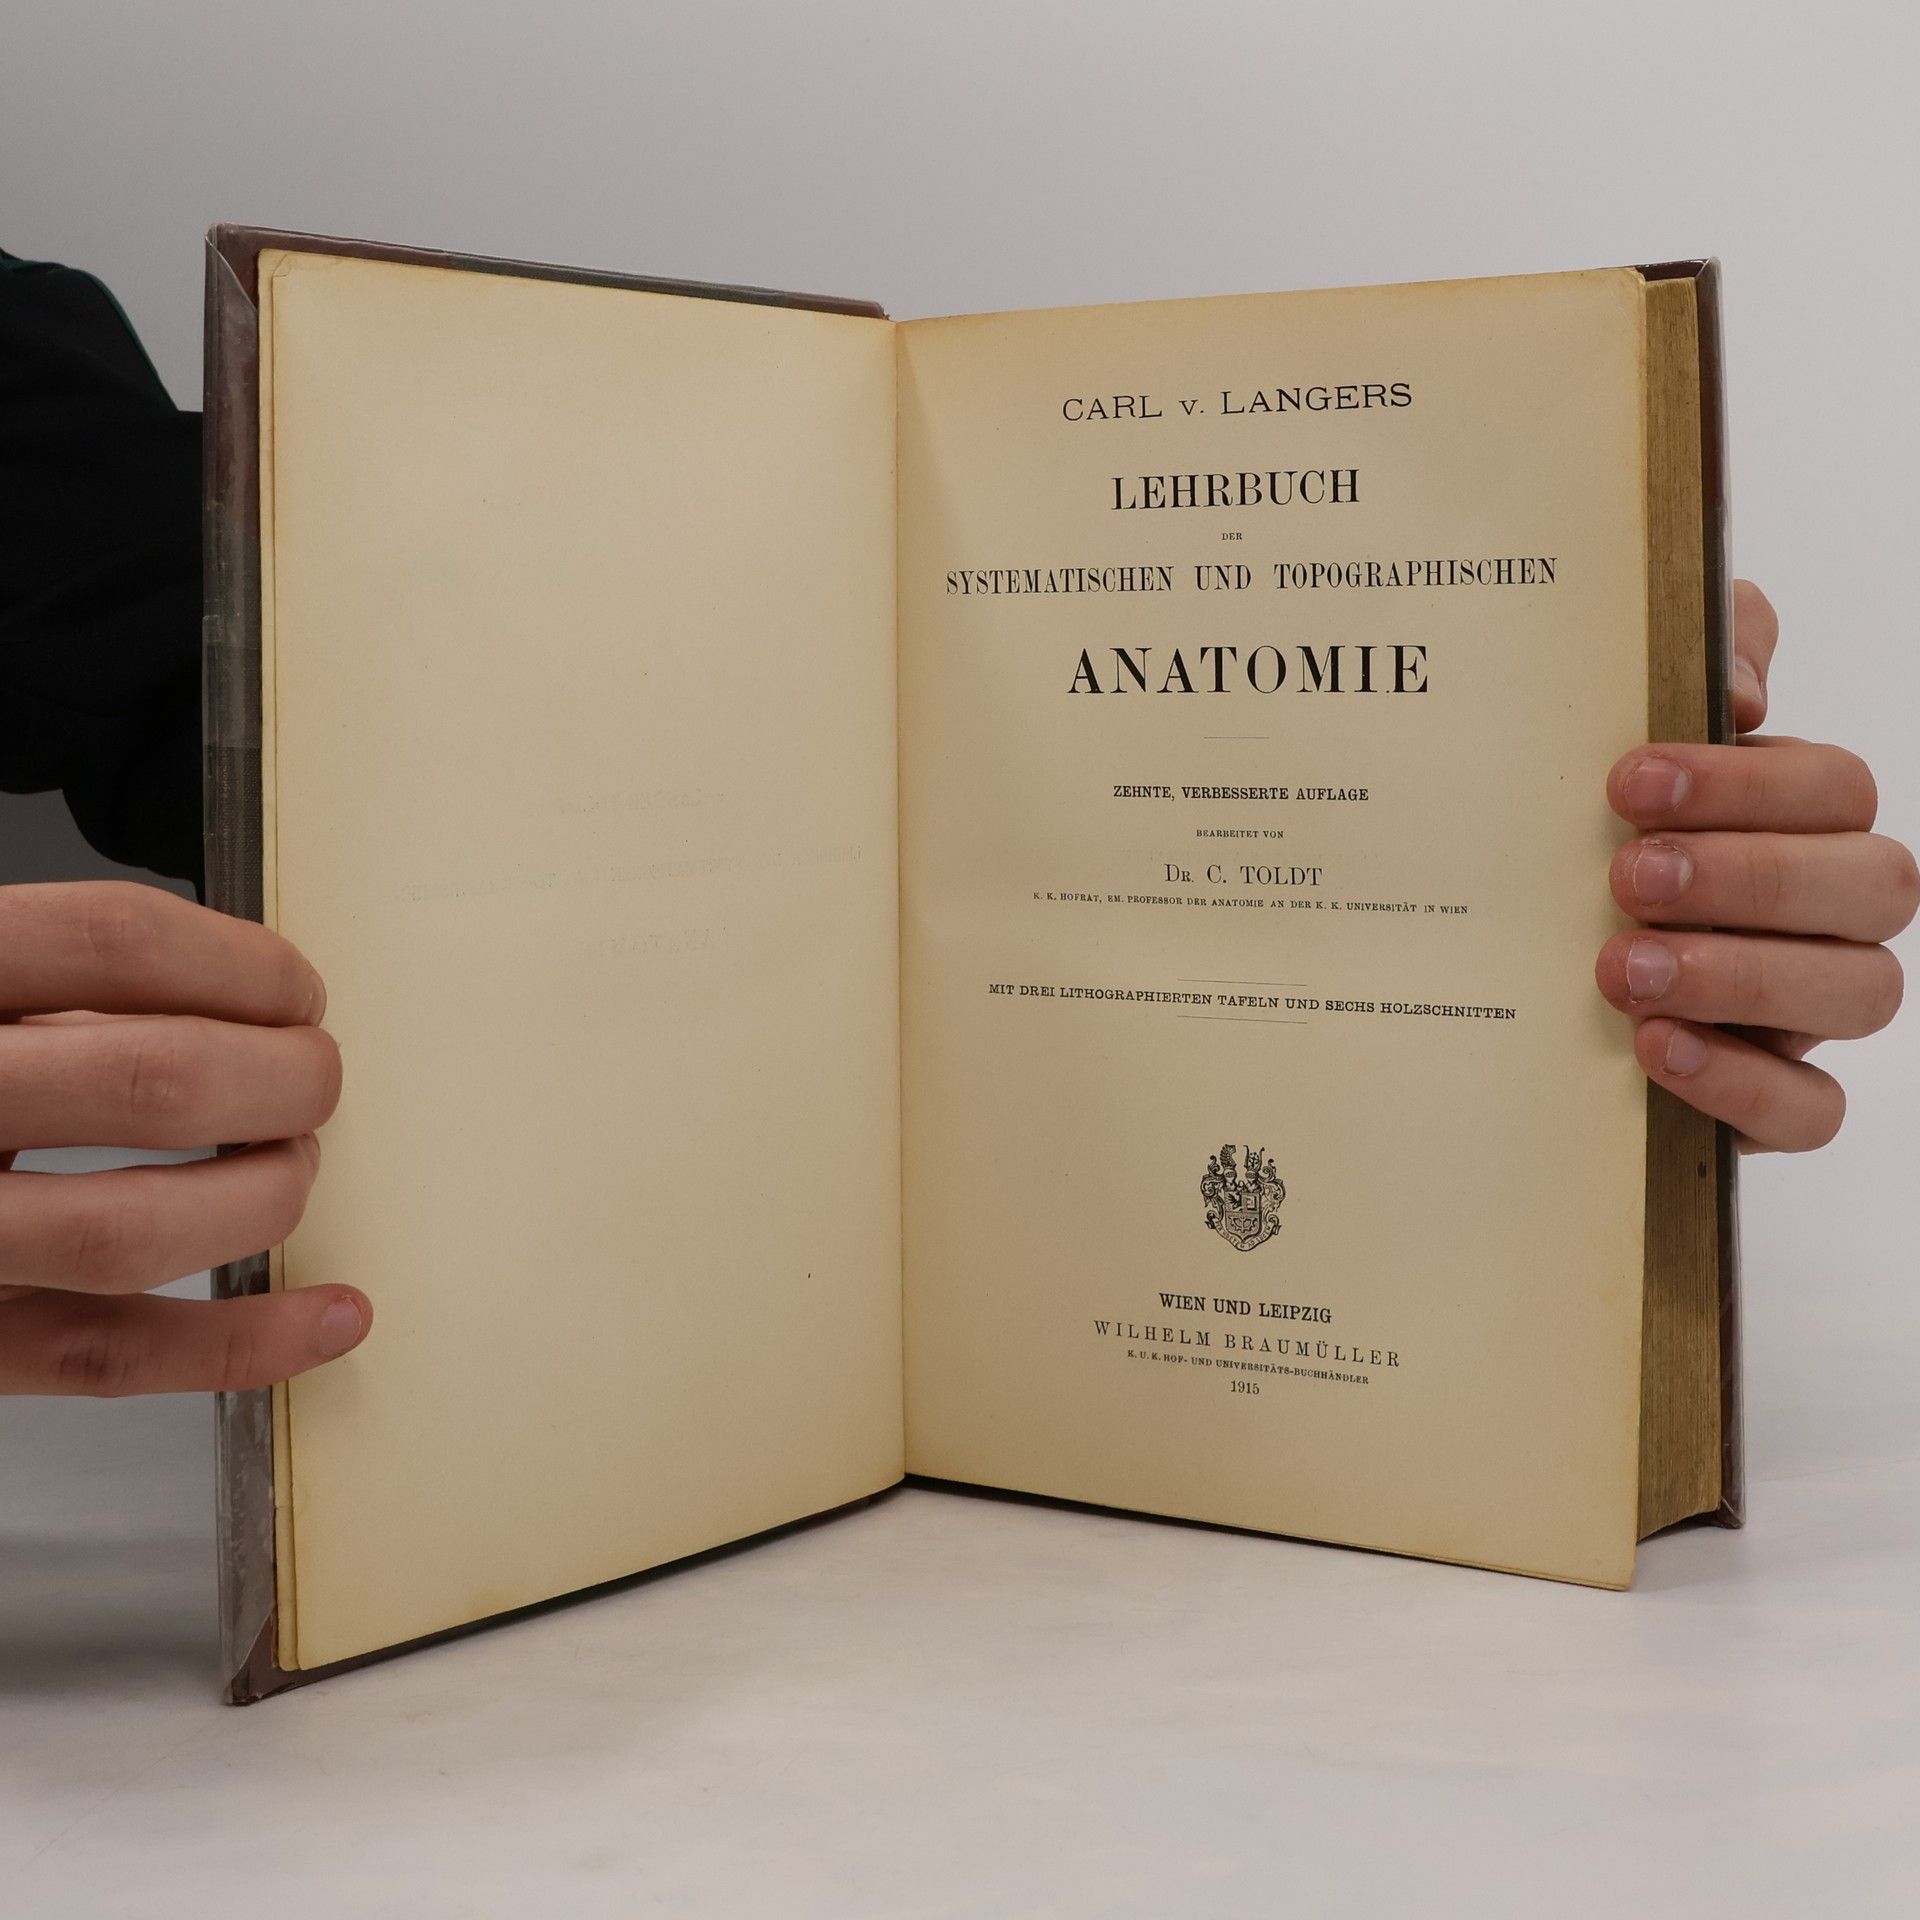 CARL v. LANGERS
LEHRBUCH
DER
SYSTEMATISCHEN UND TOPOGRAPHISCHEN
ANATOMIE
ZEHNTE, VERBESSERTE AUFLAGE
BEARBEITET VON
DR. C. TOLDT
K. K. HOFRAT, EM. PROFESSOR DER ANATOMIE AN DER K. K. UNIVERSITÄT IN WIEN
MIT DREI LITHOGRAPHIERTEN TAFELN UND SECHS HOLZSCHNITTEN
WIEN UND LEIPZIG
WILHELM BRAUMÜLLER
K. U. K. HOF- UND UNIVERSITÄTS-BUCHHÄNDLER
1915